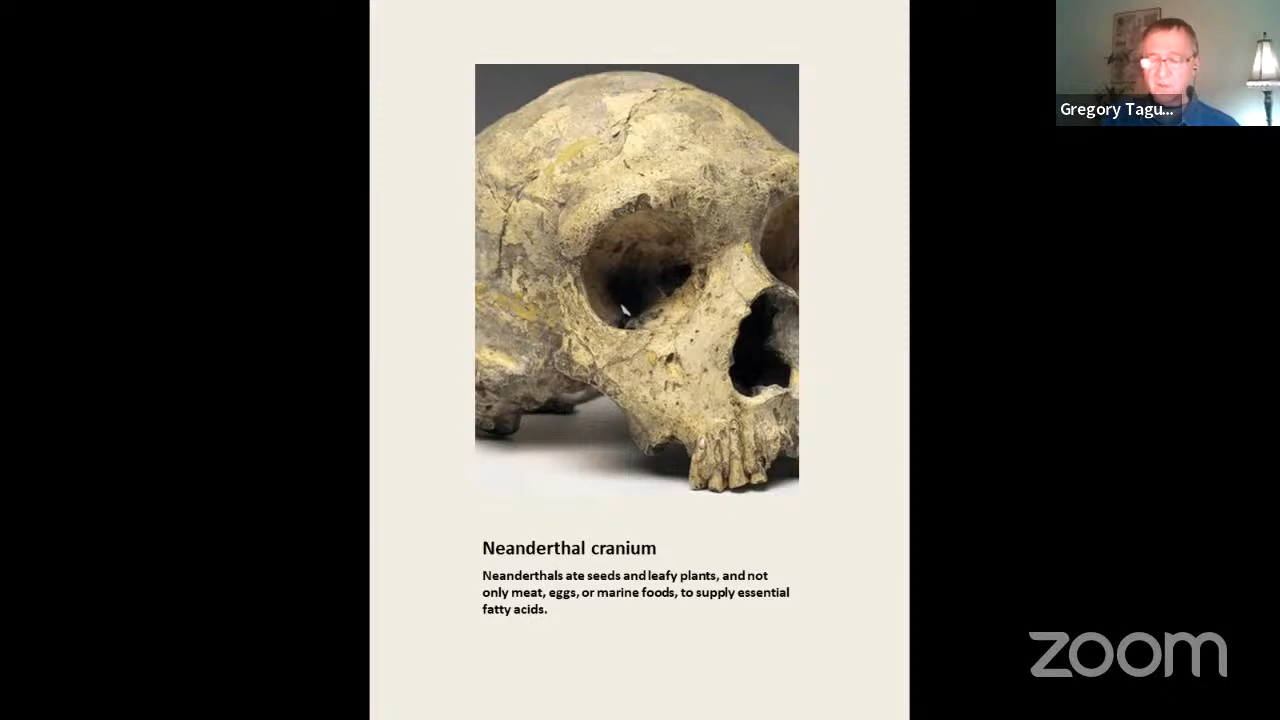 Gregory Tagu...
Neanderthal cranium
Neanderthals ate seeds and leafy plants, and not
only meat, eggs, or marine foods, to supply essential
fatty acids.
zoom